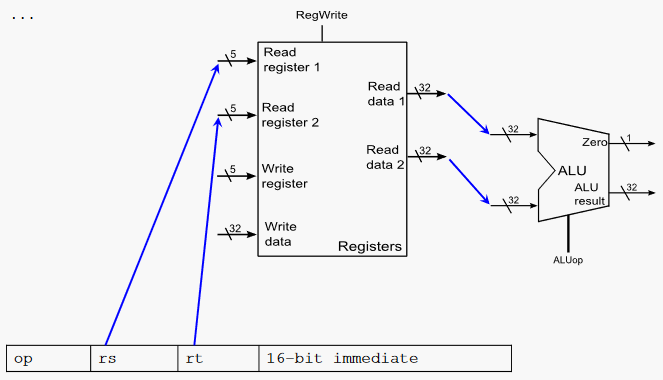 ...
RegWrite
5
Read
register 1
5
Read
register 2
5
Write
register
32
Write
data
Read
data 1
32
Read
data 2
32
Registers
32
32
Zero
1
ALU
ALU
result
32
ALUop
op
rs
rt
16-bit immediate